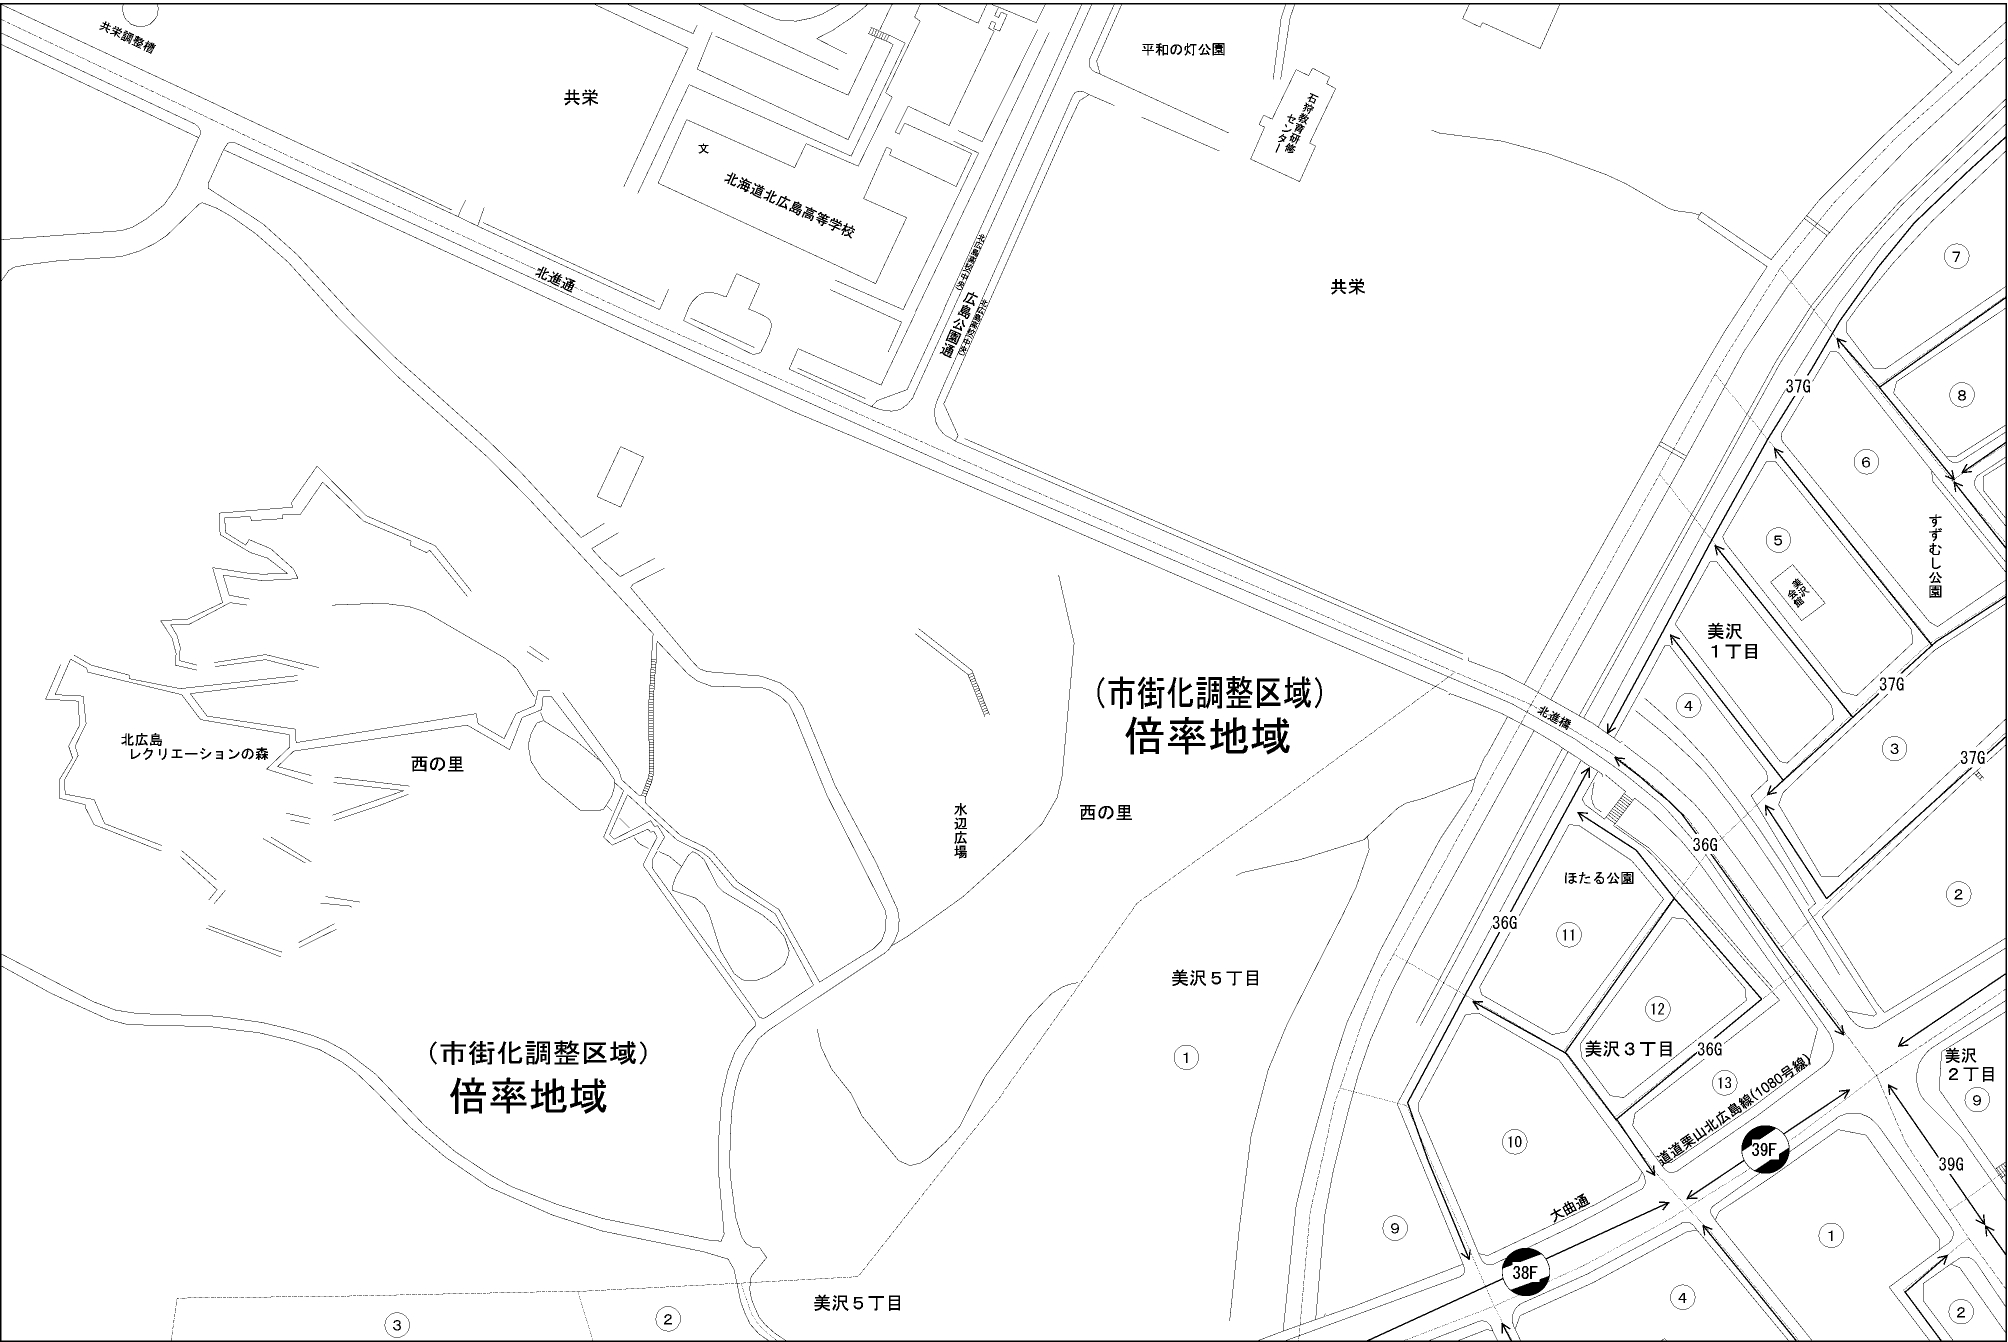 共栄調整槽
平和の灯公園
共栄
石狩教育研修
センター
文
北海道北広島高等学校
⑦
北進通
広島公園通
共栄
37G
⑧
⑥
⑤
すずむし公園
美沢
会館
美沢
1丁目
37G
④
(市街化調整区域)
倍率地域
北進橋
北広島
レクリエーションの森
西の里
③
37G
水辺広場
西の里
36G
ほたる公園
②
36G
⑪
美沢5丁目
⑫
美沢3丁目
36G
(市街化調整区域)
倍率地域
①
⑬
美沢
2丁目
⑨
道道栗山北広島線(1080号線)
⑩
39F
39G
大曲通
⑨
①
38F
美沢5丁目
④
②
③
②